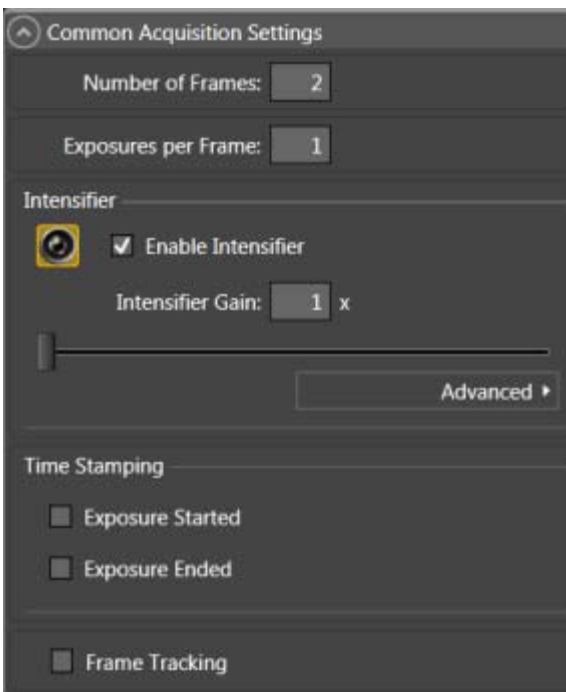 Common Acquisition Settings
Number of Frames: 2
Exposures per Frame: 1
Intensifier
Enable Intensifier
Intensifier Gain: 1 x
Advanced
Time Stamping
Exposure Started
Exposure Ended
Frame Tracking